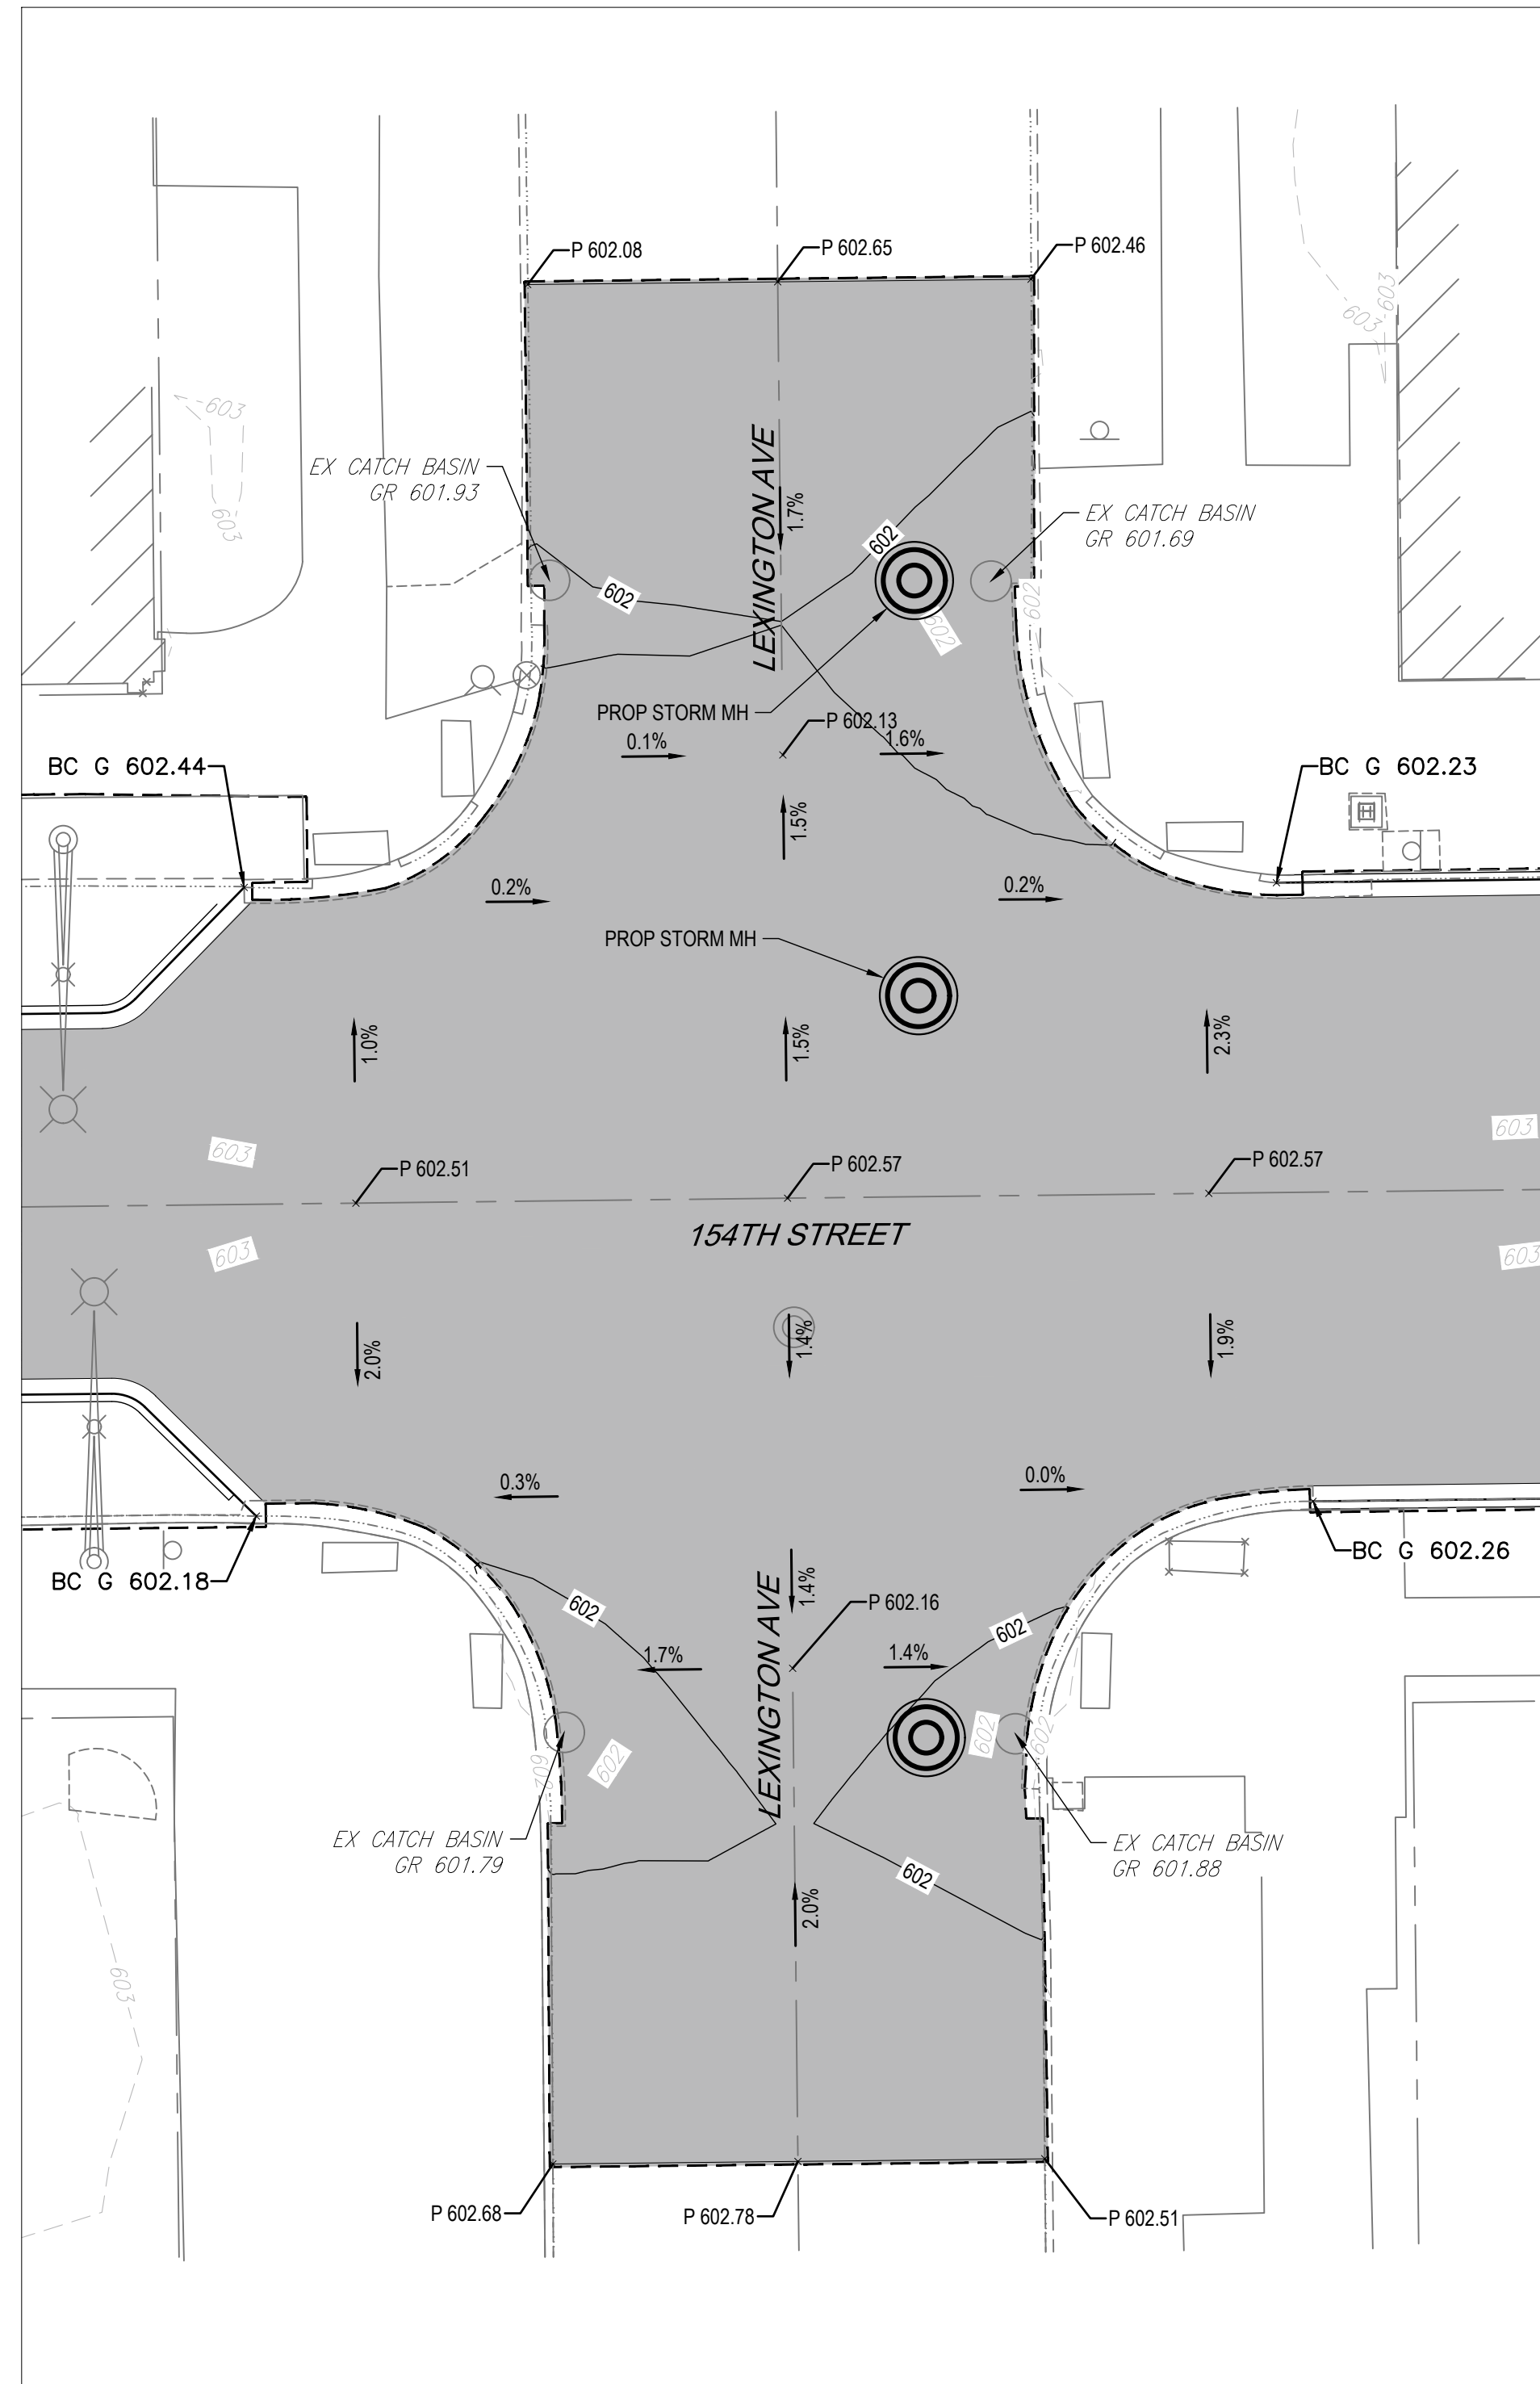 P 602.08
P 602.65
P 602.46
603
603
603
603
EX CATCH BASIN
GR 601.93
LEXINGTON AVE
1.7%
602
EX CATCH BASIN
GR 601.69
602
602
602
PROP STORM MH
P 602.13
0.1%
1.6%
BC G 602.44
BC G 602.23
1.5%
H
0.2%
0.2%
PROP STORM MH
1.0%
1.5%
2.3%
603
603
P 602.51
P 602.57
P 602.57
154TH STREET
603
603
2.0%
1.4%
1.9%
0.3%
0.0%
BC G 602.18
BC G 602.26
602
LEXINGTON AVE
1.4%
P 602.16
602
1.7%
1.4%
602
602
602
602
EX CATCH BASIN
GR 601.79
EX CATCH BASIN
GR 601.88
602
2.0%
603
P 602.68
P 602.78
P 602.51